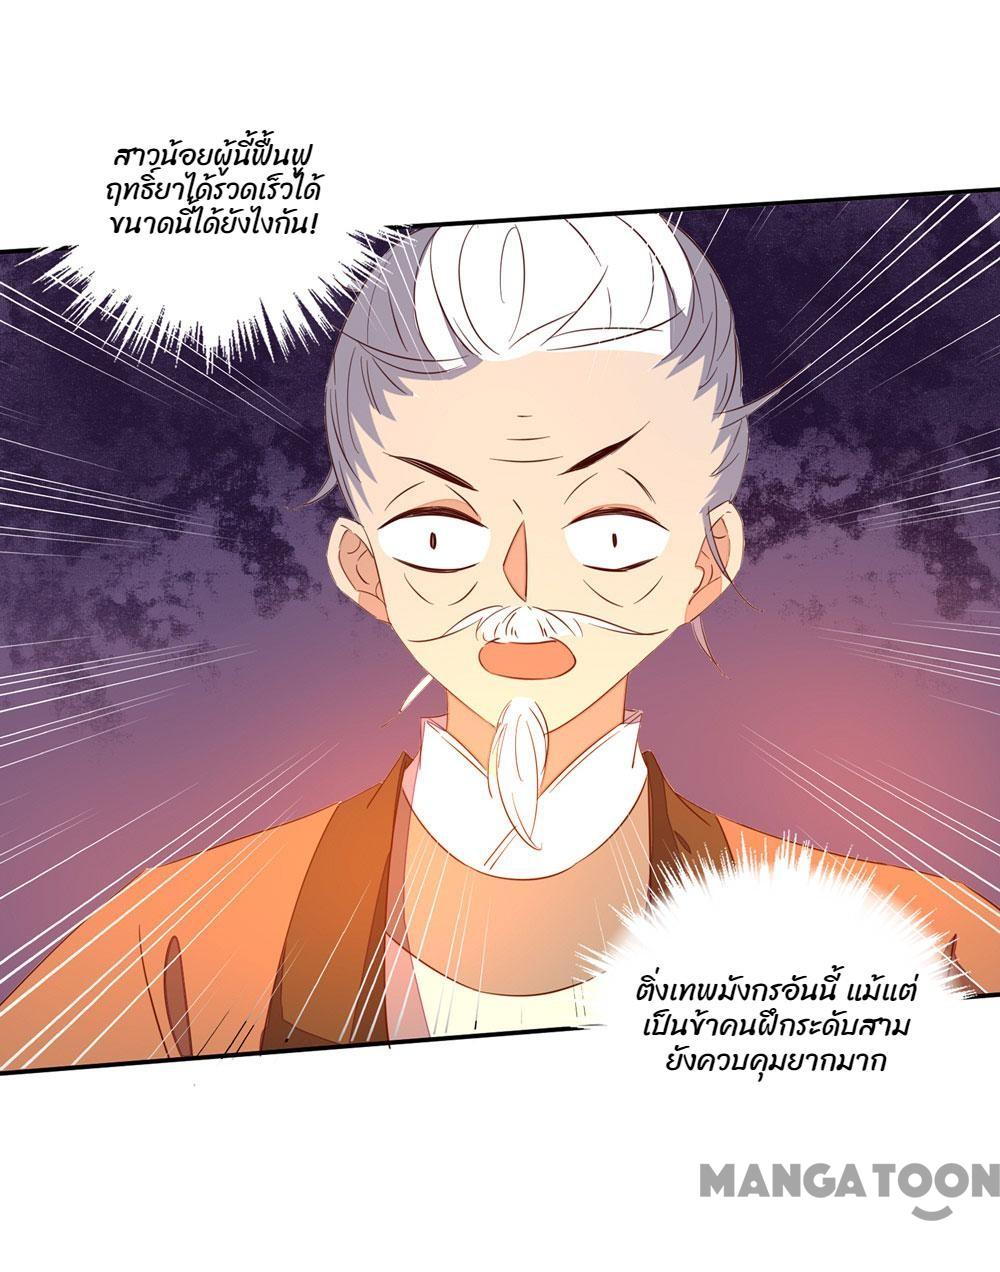 สาวน้อยผู้นี้ฟื้นฟู
ฤทธิ์ยาได้รวดเร็วได้
ขนาดนี้ได้ยังไงกัน!
ติ่งเทพมังกรอันนี้ แม้แต่
เป็นข้าคนฝึกระดับสาม
ยังควบคุมยากมาก
MANGATOON